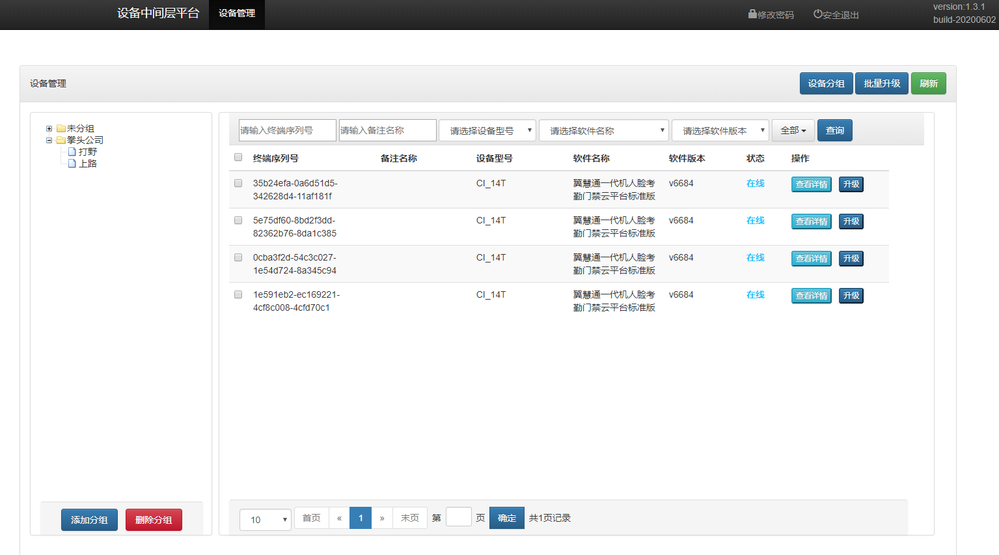 设备中间层平台 设备管理 修改密码 安全退出 version:1.3.1
build-20200602
设备管理 设备分组 批量升级 刷新
未分组
拳头公司
打野
上路
请输入终端序列号 请输入备注名称 请选择设备型号 请选择软件名称 请选择软件版本 全部 查询
终端序列号 备注名称 设备型号 软件名称 软件版本 状态 操作
35b24efa-0a6d51d5- CI_14T 翼慧通一代机人脸考 v6684 在线 查看详情 升级
342628d4-11af181f 勤门禁云平台标准版
5e75df60-8bd2f3dd- CI_14T 翼慧通一代机人脸考 v6684 在线 查看详情 升级
82362b76-8da1c385 勤门禁云平台标准版
0cba3f2d-54c3c027- CI_14T 翼慧通一代机人脸考 v6684 在线 查看详情 升级
1e54d724-8a345c94 勤门禁云平台标准版
1e591eb2-ec169221- CI_14T 翼慧通一代机人脸考 v6684 在线 查看详情 升级
4cf8c008-4cfd70c1 勤门禁云平台标准版
添加分组 删除分组
10 首页 « 1 » 末页 第 页 确定 共1页记录